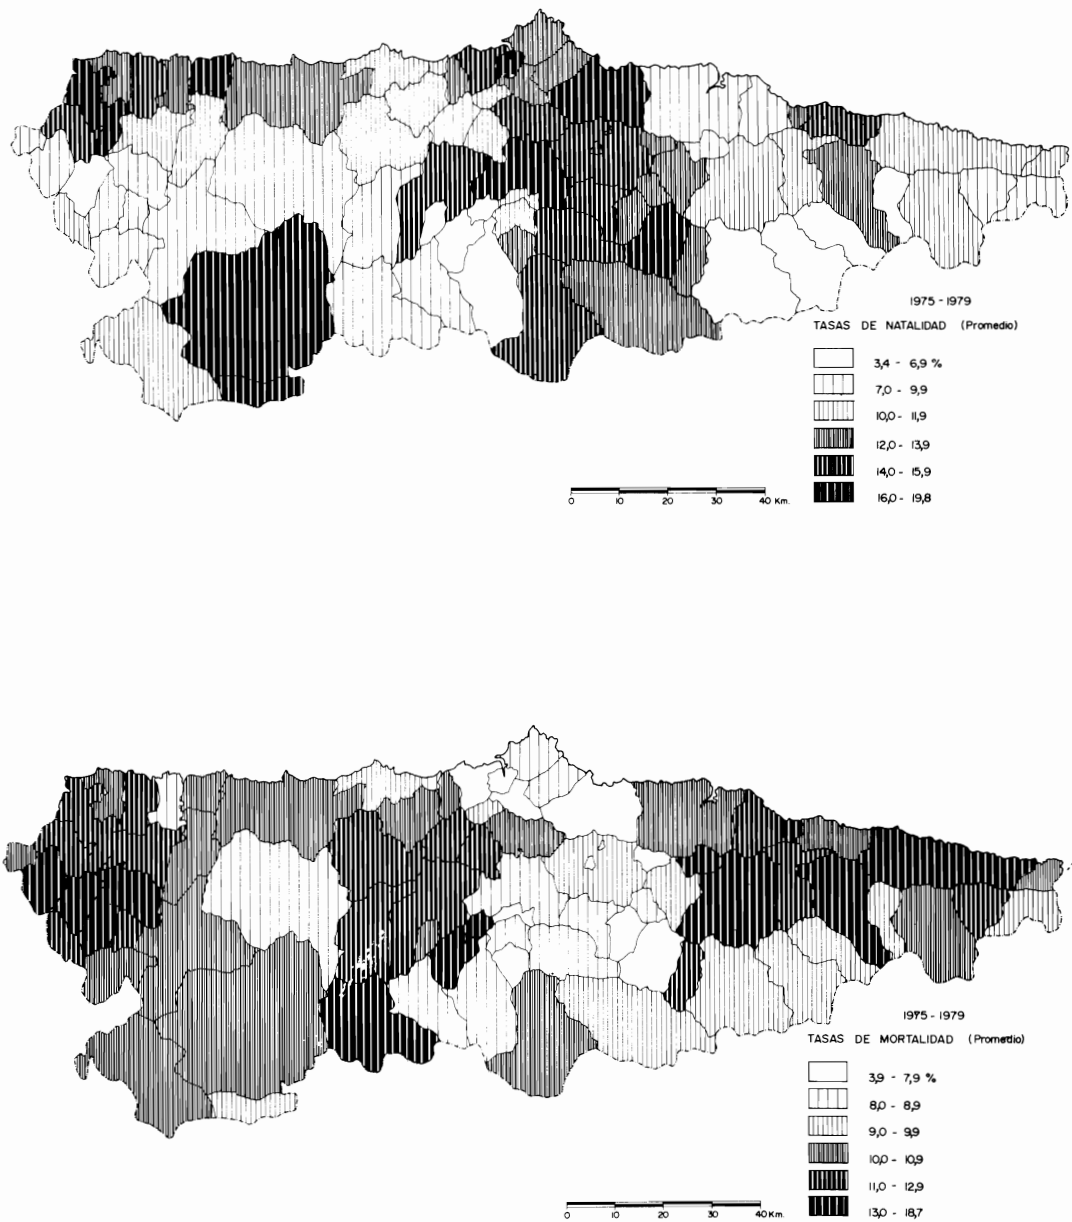 1975 - 1979
TASAS DE NATALIDAD (Promedio)
3,4 - 6,9 %
7,0 - 9,9
10,0 - 11,9
12,0 - 13,9
14,0 - 15,9
16,0 - 19,8
0 10 20 30 40 Km.
1975 - 1979
TASAS DE MORTALIDAD (Promedio)
3,9 - 7,9 %
8,0 - 8,9
9,0 - 9,9
10,0 - 10,9
11,0 - 12,9
13,0 - 18,7
0 10 20 30 40 Km.